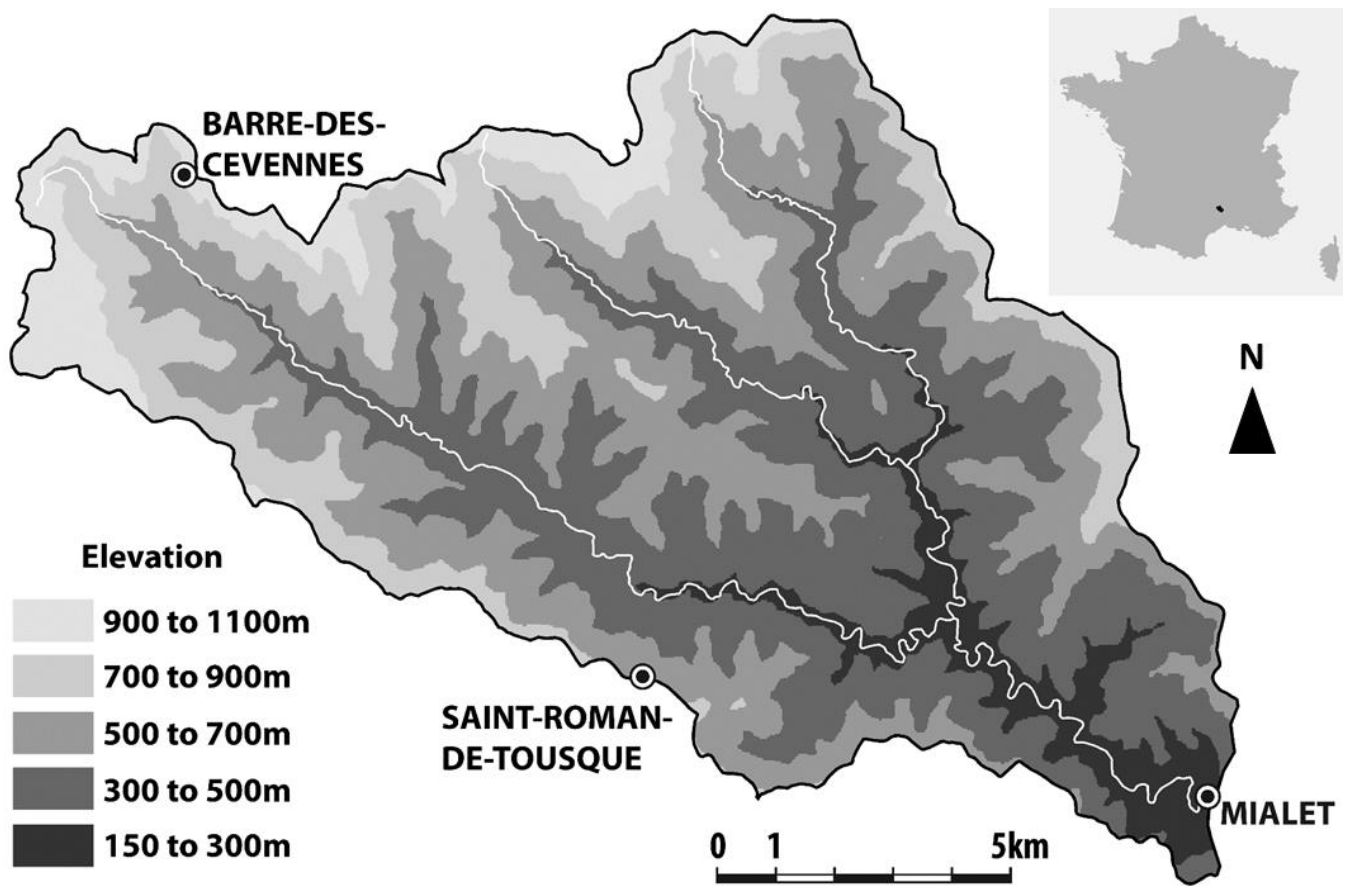 BARRE-DES-
CEVENNES
N
Elevation
900 to 1100m
700 to 900m
500 to 700m
300 to 500m
150 to 300m
SAINT-ROMAN-
DE-TOUSQUE
MIALET
0 1 5km